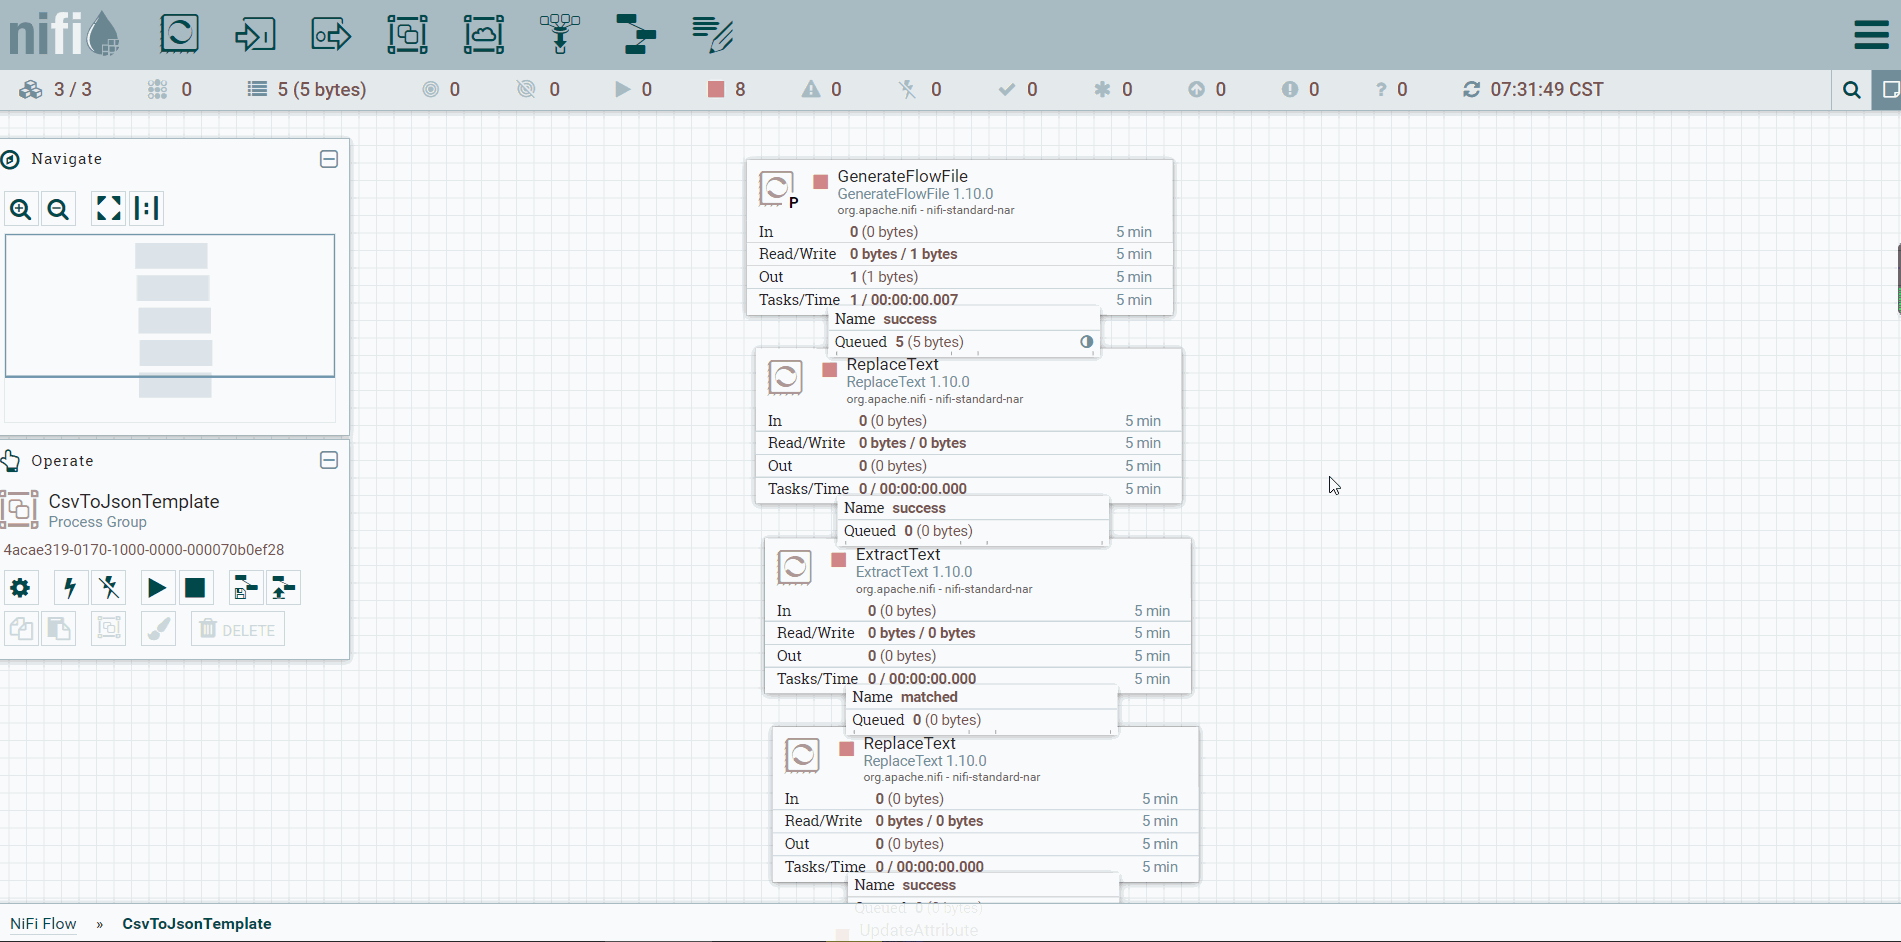 nifi
3 / 3 0 5 (5 bytes) 0 0 0 8 0 0 0 0 0 0 ? 0 07:31:49 CST
Navigate
Operate
CsvToJsonTemplate
Process Group
4acae319-0170-1000-0000-000070b0ef28
DELETE
GenerateFlowFile
P
GenerateFlowFile 1.10.0
org.apache.nifi - nifi-standard-nar
In 0 (0 bytes) 5 min
Read/Write 0 bytes / 1 bytes 5 min
Out 1 (1 bytes) 5 min
Tasks/Time 1 / 00:00:00.007 5 min
Name success
Queued 5 (5 bytes)
ReplaceText
ReplaceText 1.10.0
org.apache.nifi - nifi-standard-nar
In 0 (0 bytes) 5 min
Read/Write 0 bytes / 0 bytes 5 min
Out 0 (0 bytes) 5 min
Tasks/Time 0 / 00:00:00.000 5 min
Name success
Queued 0 (0 bytes)
ExtractText
ExtractText 1.10.0
org.apache.nifi - nifi-standard-nar
In 0 (0 bytes) 5 min
Read/Write 0 bytes / 0 bytes 5 min
Out 0 (0 bytes) 5 min
Tasks/Time 0 / 00:00:00.000 5 min
Name matched
Queued 0 (0 bytes)
ReplaceText
ReplaceText 1.10.0
org.apache.nifi - nifi-standard-nar
In 0 (0 bytes) 5 min
Read/Write 0 bytes / 0 bytes 5 min
Out 0 (0 bytes) 5 min
Tasks/Time 0 / 00:00:00.000 5 min
Name success
Queued 0 (0 bytes)
UpdateAttribute
NiFi Flow » CsvToJsonTemplate